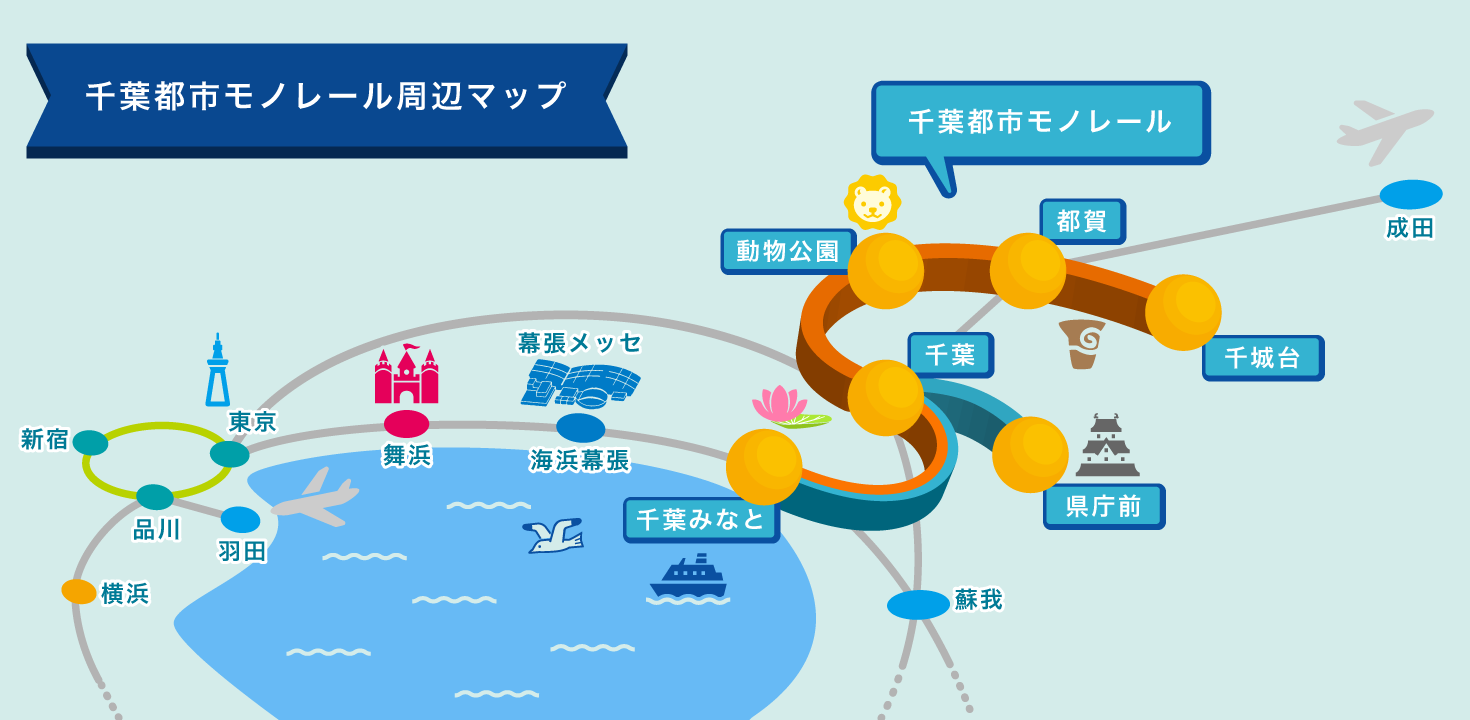 千葉都市モノレール周辺マップ
千葉都市モノレール
成田
都賀
動物公園
千城台
千葉
幕張メッセ
東京
新宿
舞浜
海浜幕張
県庁前
千葉みなと
品川
羽田
横浜
蘇我